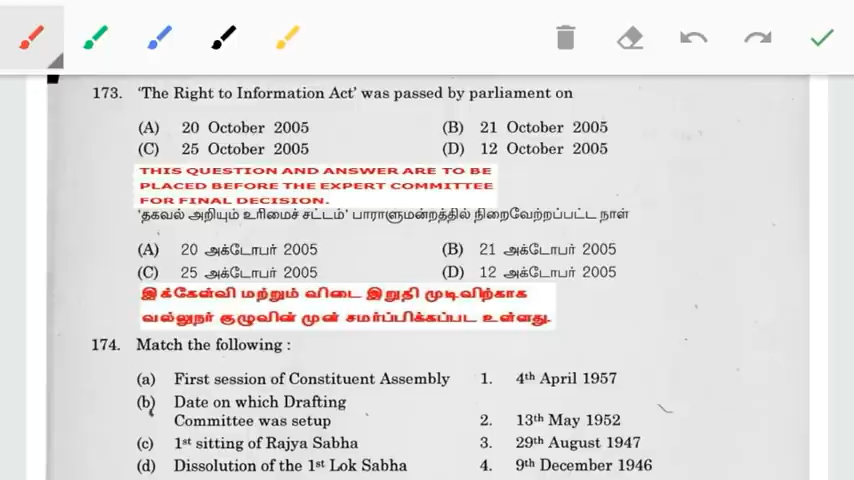 173. 'The Right to Information Act' was passed by parliament on
(A) 20 October 2005 (B) 21 October 2005
(C) 25 October 2005 (D) 12 October 2005
THIS QUESTION AND ANSWER ARE TO BE
PLACED BEFORE THE EXPERT COMMITTEE
FOR FINAL DECISION.
'தகவல் அறியும் உரிமைச் சட்டம்' பாராளுமன்றத்தில் நிறைவேற்றப்பட்ட நாள்
(A) 20 அக்டோபர் 2005 (B) 21 அக்டோபர் 2005
(C) 25 அக்டோபர் 2005 (D) 12 அக்டோபர் 2005
இக்கேள்வி மற்றும் விடை இறுதி முடிவிற்காக
வல்லுநர் குழுவின் முன் சமர்ப்பிக்கப்பட உள்ளது.
174. Match the following :
(a) First session of Constituent Assembly 1. 4th April 1957
(b) Date on which Drafting
Committee was setup 2. 13th May 1952
(c) 1st sitting of Rajya Sabha 3. 29th August 1947
(d) Dissolution of the 1st Lok Sabha 4. 9th December 1946